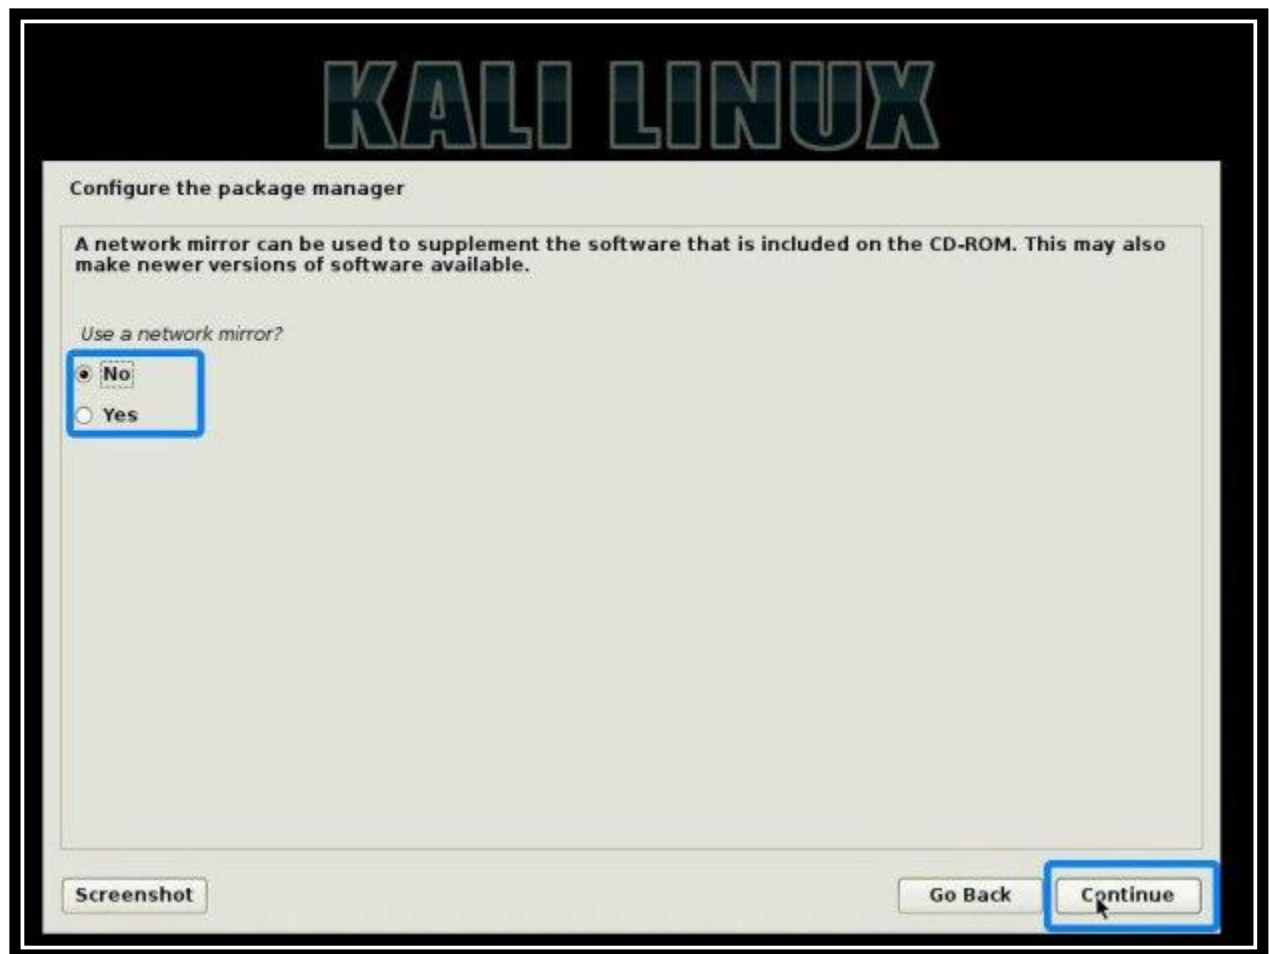 KALI LINUX
Configure the package manager
A network mirror can be used to supplement the software that is included on the CD-ROM. This may also
make newer versions of software available.
Use a network mirror?
No
Yes
Screenshot
Go Back
Continue